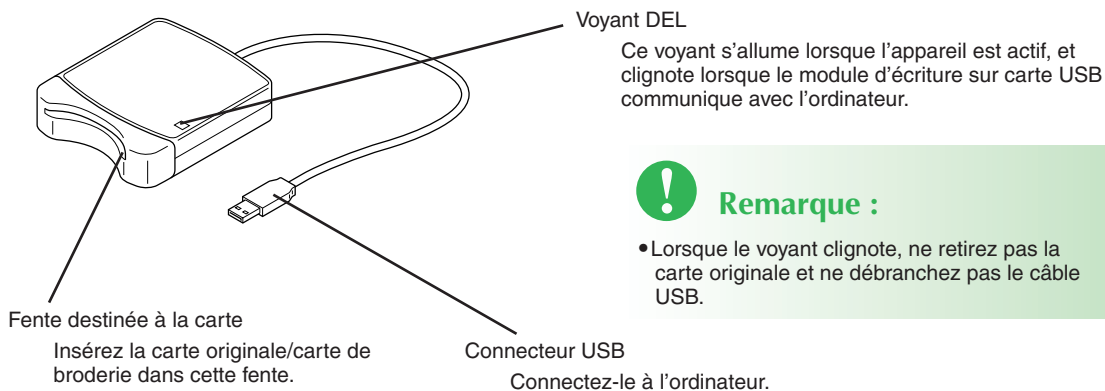 Voyant DEL
Ce voyant s’allume lorsque l’appareil est actif, et
clignote lorsque le module d’écriture sur carte USB
communique avec l’ordinateur.
Remarque :
•Lorsque le voyant clignote, ne retirez pas la
carte originale et ne débranchez pas le câble
USB.
Fente destinée à la carte
Insérez la carte originale/carte de
broderie dans cette fente.
Connecteur USB
Connectez-le à l’ordinateur.